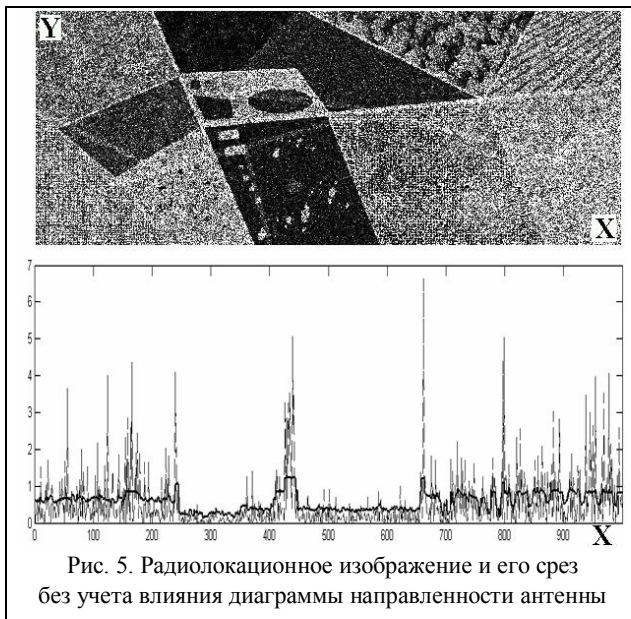 Y
X
7
6
5
4
3
2
1
0
0 100 200 300 400 500 600 700 800 900 X
Рис. 5. Радиолокационное изображение и его срез
без учета влияния диаграммы направленности антенны